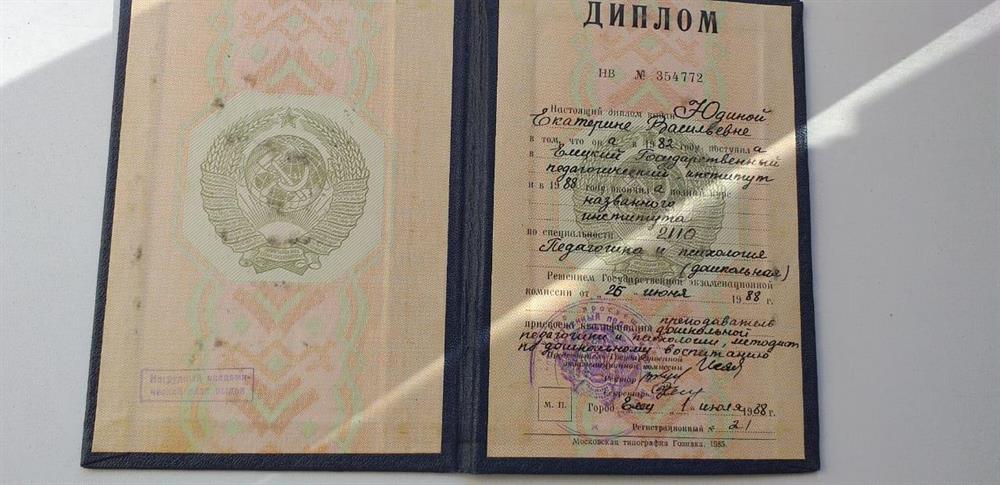 Нагрудный академи-
ческий
ДИПЛОМ
НВ № 354772
Настоящий диплом выдан Юдиной
Екатерине Васильевне
в том, что она в 1982 году поступила
в Елецкий Государственный
педагогический институт
и в 1988 году окончила полный курс
названного
института
по специальности 2110
Педагогика и психология
(дошкольная)
Решением Государственной экзаменационной
комиссии от „25 „ июня 1988 г.
преподаватель
присвоена квалификация дошкольной
педагогики и психологии, методист
по дошкольному воспитанию
Председатель Государственной
экзаменационной комиссии
Ректор
Секретарь
М. П. Город Елец „1 „ июля 1988 г.
Регистрационный № 21
Московская типография Гознака. 1985.